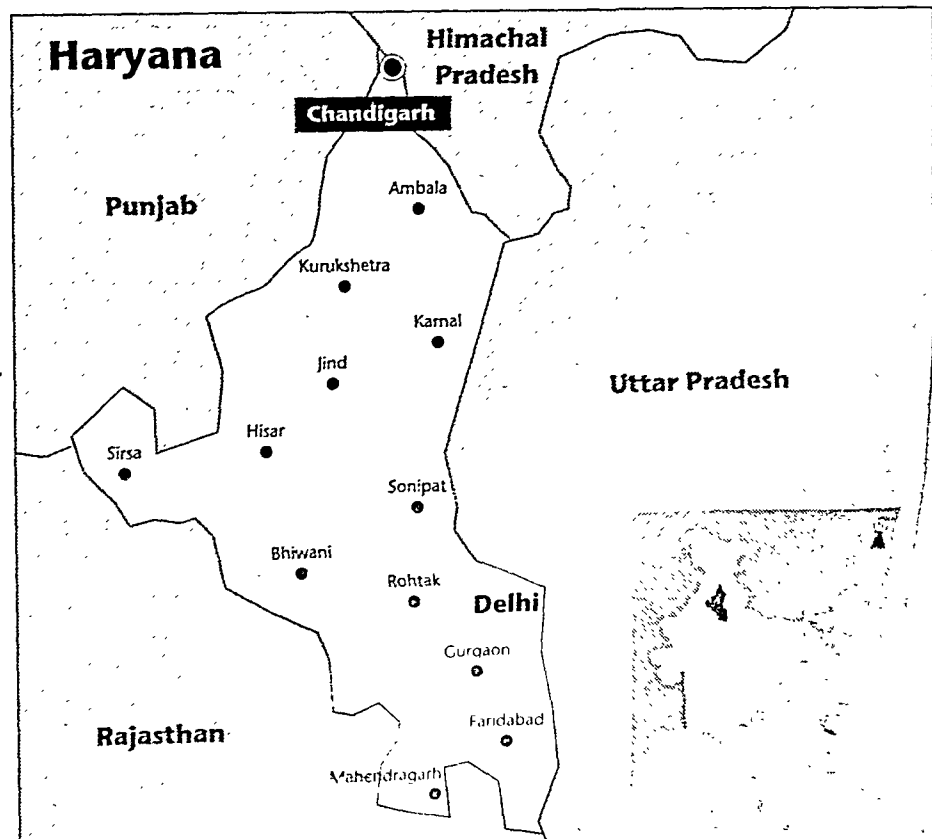 Haryana
Himachal
Pradesh
Chandigarh
Ambala
Punjab
Kurukshetra
Karnal
Jind
Uttar Pradesh
Hisar
Sirsa
Sonipat
Bhiwani
Rohtak
Delhi
Gurgaon
Faridabad
Rajasthan
Mahendragarh